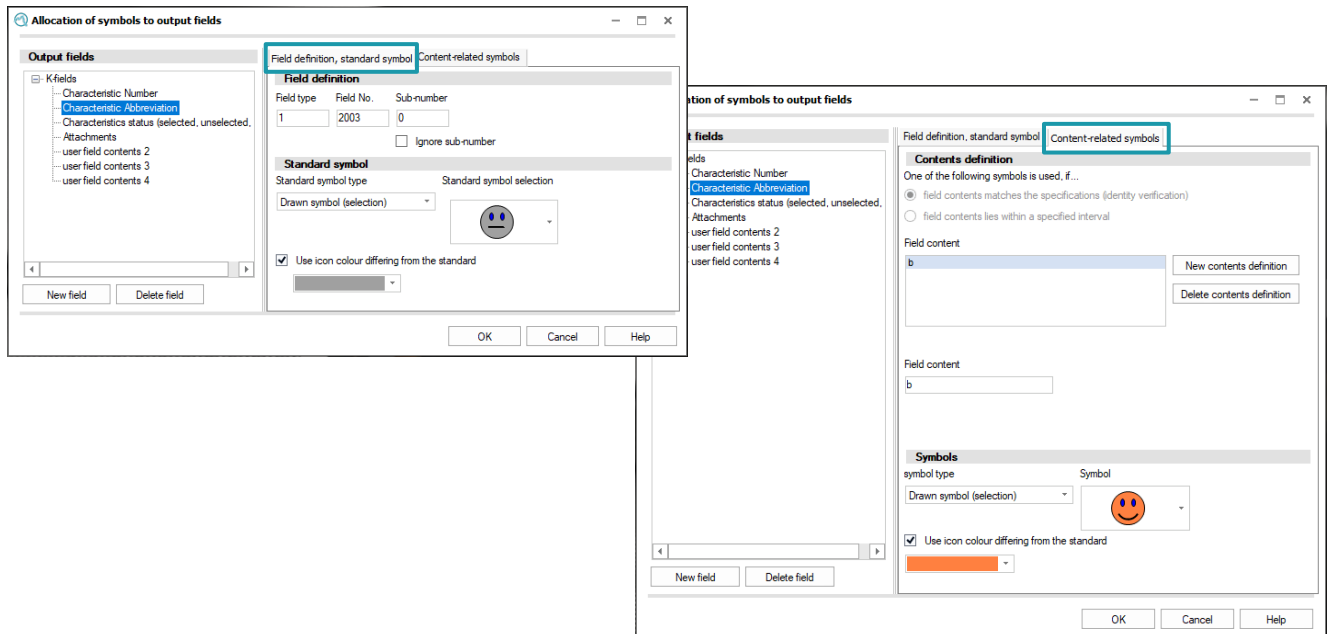 Allocation of symbols to output fields
Output fields
K-fields
Characteristic Number
Characteristic Abbreviation
Characteristics status (selected, unselected,
Attachments
user field contents 2
user field contents 3
user field contents 4
New field
Delete field
Field definition, standard symbol
Content-related symbols
Field definition
Field type Field No. Sub-number
1 2003 0
Ignore sub-number
Standard symbol
Standard symbol type Standard symbol selection
Drawn symbol (selection)
Use icon colour differing from the standard
OK Cancel Help
ation of symbols to output fields
t fields
elds
Characteristic Number
Characteristic Abbreviation
Characteristics status (selected, unselected,
Attachments
user field contents 2
user field contents 3
user field contents 4
New field
Delete field
Field definition, standard symbol
Content-related symbols
Contents definition
One of the following symbols is used, if...
field contents matches the specifications (identity verification)
field contents lies within a specified interval
Field content
b
New contents definition
Delete contents definition
Field content
b
Symbols
symbol type Symbol
Drawn symbol (selection)
Use icon colour differing from the standard
OK Cancel Help